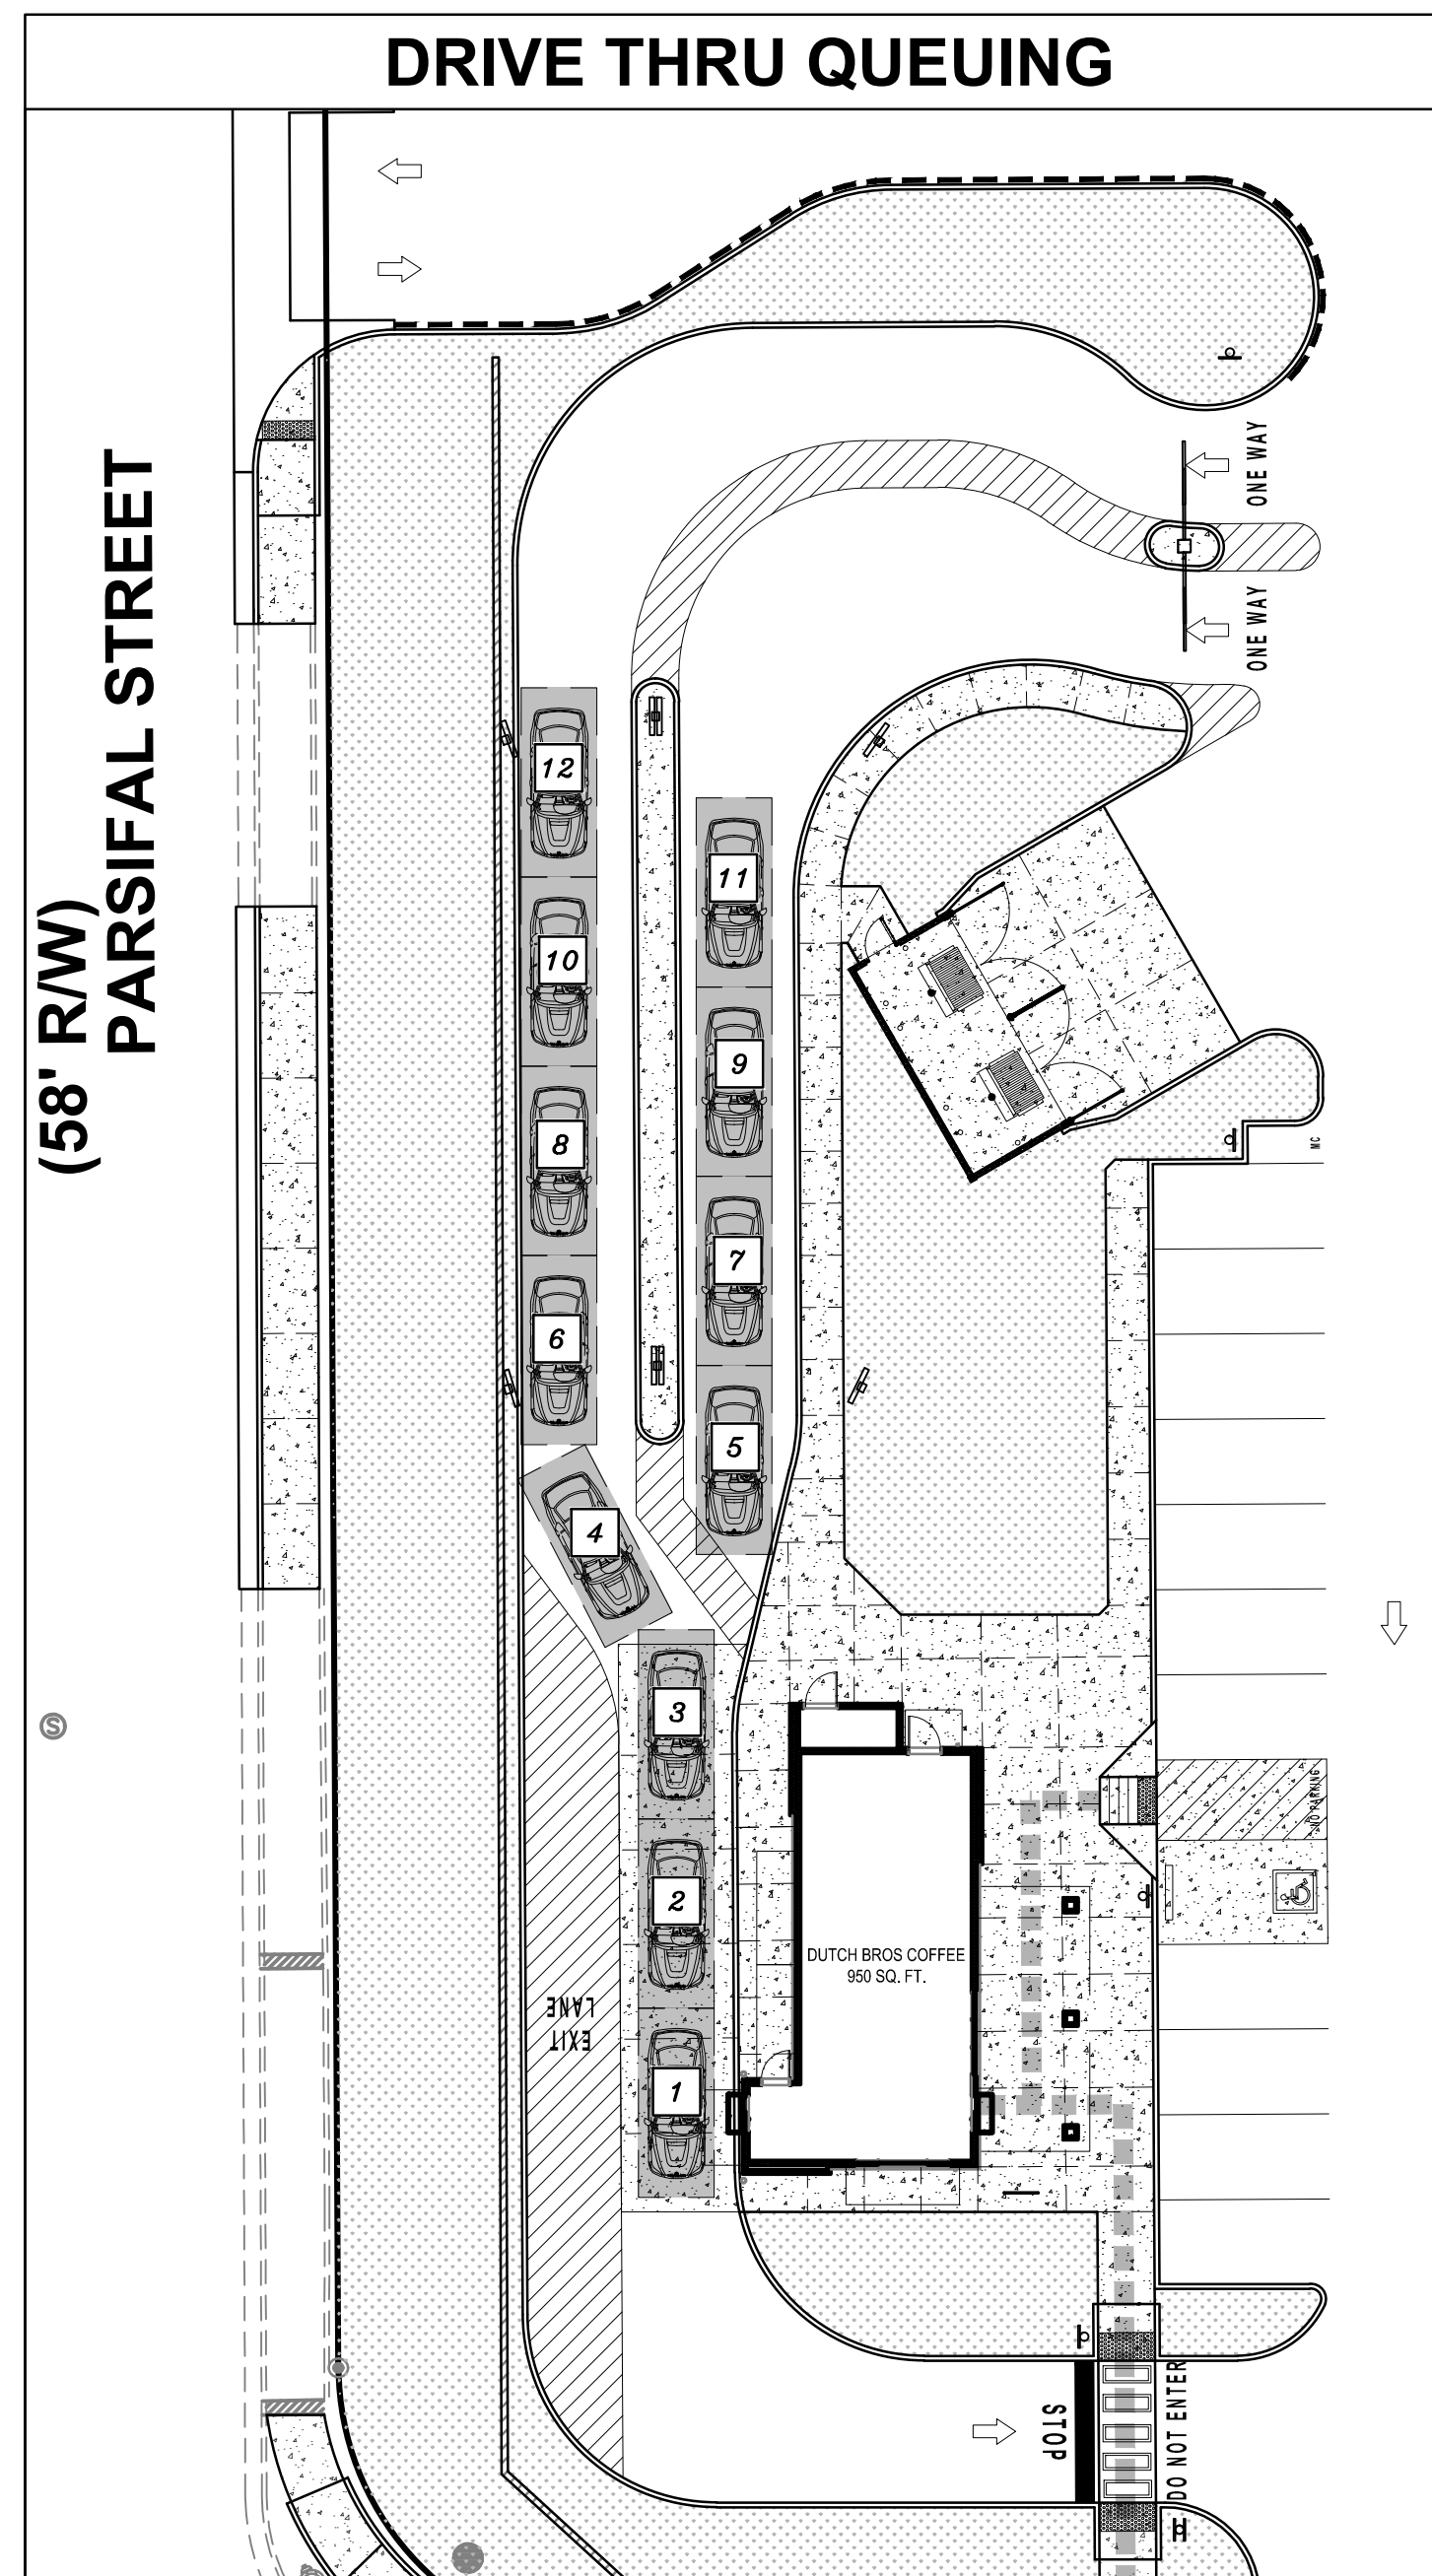 DRIVE THRU QUEUING
(58' R/W)
PARSIFAL STREET
ONE WAY
ONE WAY
12
11
10
9
8
MC
7
6
5
4
3
S
NO PARKING
2
DUTCH BROS COFFEE
950 SQ. FT.
EXIT
LANE
1
STOP
DO NOT ENTER